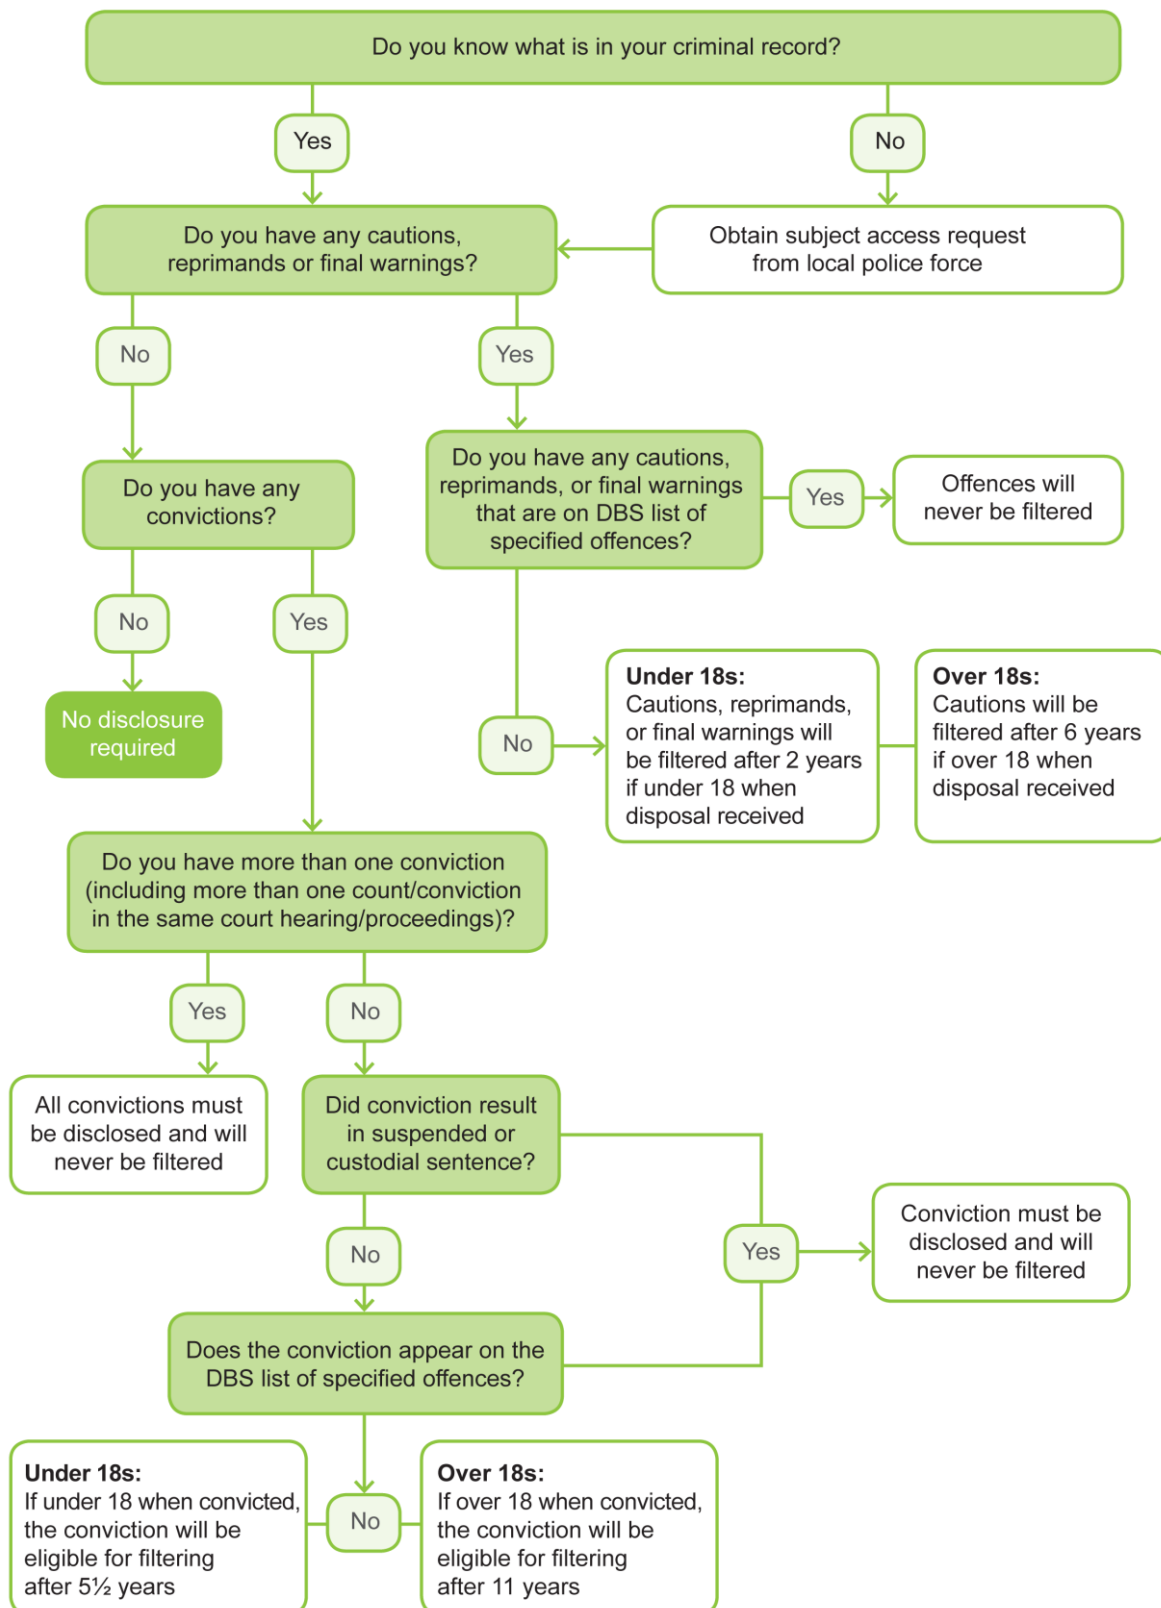 Do you know what is in your criminal record?
Yes
No
Do you have any cautions,
reprimands or final warnings?
Obtain subject access request
from local police force
No
Yes
Do you have any
convictions?
Do you have any cautions,
reprimands, or final warnings
that are on DBS list of
specified offences?
Yes
Offences will
never be filtered
No
Yes
No disclosure
required
No
Under 18s:
Cautions, reprimands,
or final warnings will
be filtered after 2 years
if under 18 when
disposal received
Over 18s:
Cautions will be
filtered after 6 years
if over 18 when
disposal received
Do you have more than one conviction
(including more than one count/conviction
in the same court hearing/proceedings)?
Yes
No
All convictions must
be disclosed and will
never be filtered
Did conviction result
in suspended or
custodial sentence?
No
Yes
Conviction must be
disclosed and will
never be filtered
Does the conviction appear on the
DBS list of specified offences?
Under 18s:
If under 18 when convicted,
the conviction will be
eligible for filtering
after 5½ years
No
Over 18s:
If over 18 when convicted,
the conviction will be
eligible for filtering
after 11 years